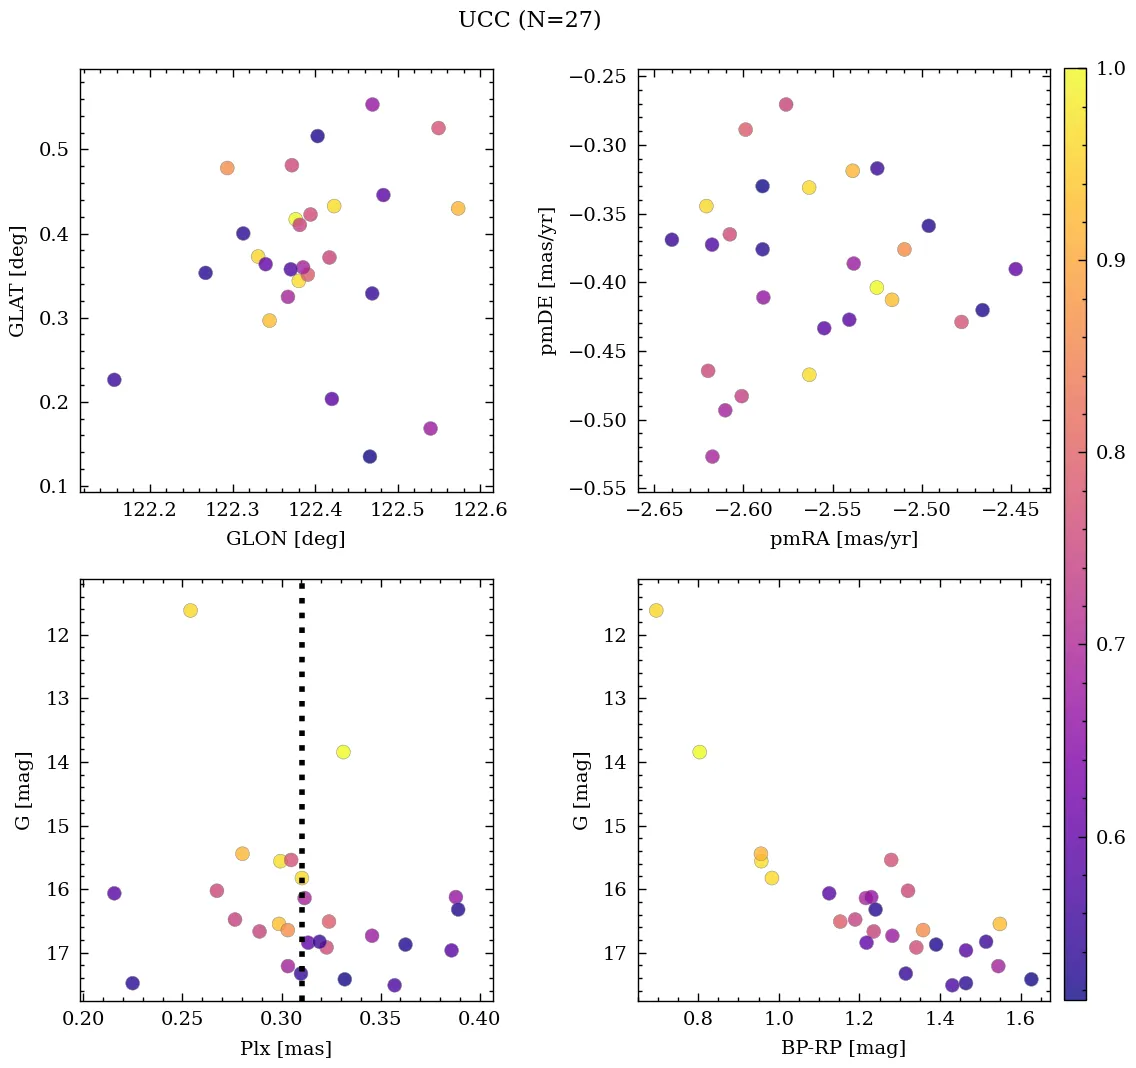 UCC (N=27)
0.5
0.4
0.3
0.2
0.1
GLAT [deg]
122.2 122.3 122.4 122.5 122.6
GLON [deg]
−0.25
−0.30
−0.35
−0.40
−0.45
−0.50
−0.55
pmDE [mas/yr]
−2.65 −2.60 −2.55 −2.50 −2.45
pmRA [mas/yr]
12
13
14
15
16
17
G [mag]
0.20 0.25 0.30 0.35 0.40
Plx [mas]
12
13
14
15
16
17
G [mag]
0.8 1.0 1.2 1.4 1.6
BP-RP [mag]
1.0
0.9
0.8
0.7
0.6